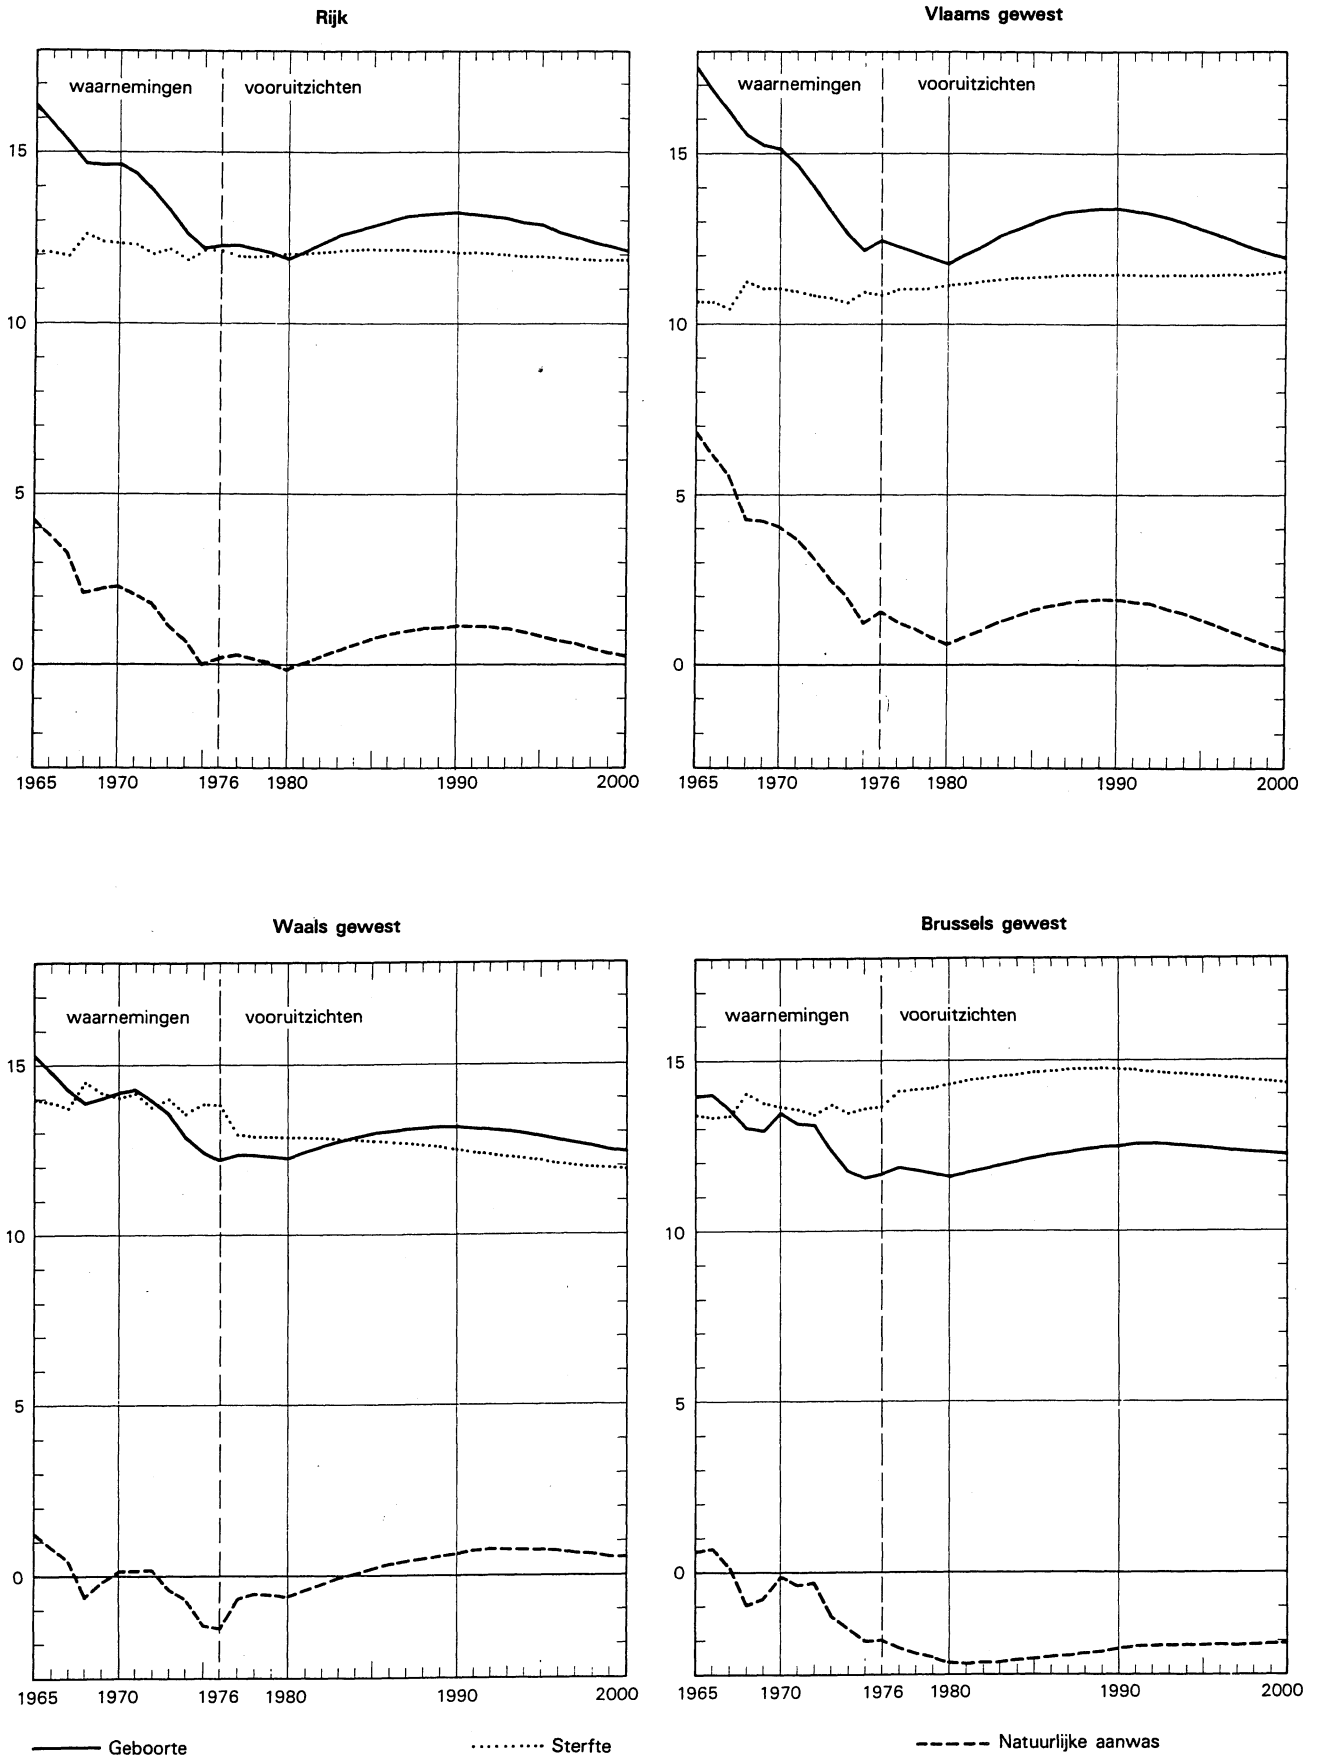 Rijk
waarnemingen vooruitzichten
15
10
5
0
1965 1970 1976 1980 1990 2000
Vlaams gewest
waarnemingen vooruitzichten
15
10
5
0
1965 1970 1976 1980 1990 2000
Waals gewest
waarnemingen vooruitzichten
15
10
5
0
1965 1970 1976 1980 1990 2000
Brussels gewest
waarnemingen vooruitzichten
15
10
5
0
1965 1970 1976 1980 1990 2000
Geboorte Sterfte Natuurlijke aanwas